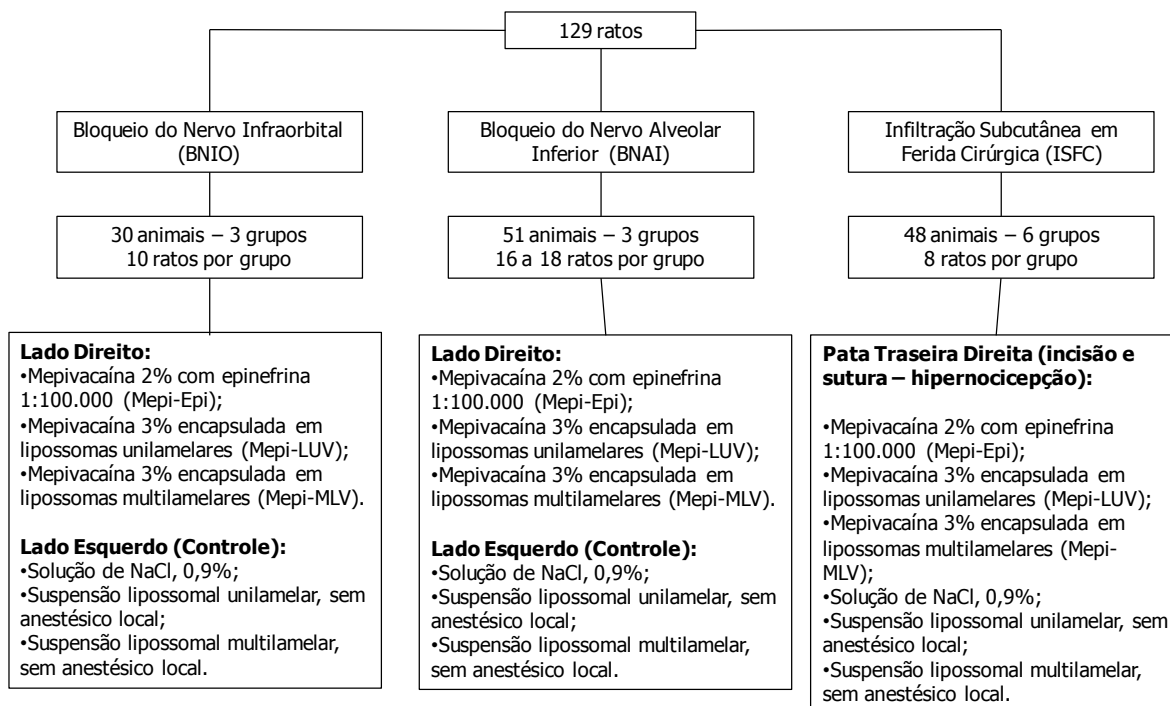 129 ratos
Bloqueio do Nervo Infraorbital
(BNIO)
Bloqueio do Nervo Alveolar
Inferior (BNAI)
Infiltração Subcutânea em
Ferida Cirúrgica (ISFC)
30 animais – 3 grupos
10 ratos por grupo
51 animais – 3 grupos
16 a 18 ratos por grupo
48 animais – 6 grupos
8 ratos por grupo
Lado Direito:
•Mepivacaína 2% com epinefrina
1:100.000 (Mepi-Epi);
•Mepivacaína 3% encapsulada em
lipossomas unilamelares (Mepi-LUV);
•Mepivacaína 3% encapsulada em
lipossomas multilamelares (Mepi-MLV).
Lado Esquerdo (Controle):
•Solução de NaCl, 0,9%;
•Suspensão lipossomal unilamelar, sem
anestésico local;
•Suspensão lipossomal multilamelar,
sem anestésico local.
Lado Direito:
•Mepivacaína 2% com epinefrina
1:100.000 (Mepi-Epi);
•Mepivacaína 3% encapsulada em
lipossomas unilamelares (Mepi-LUV);
•Mepivacaína 3% encapsulada em
lipossomas multilamelares (Mepi-MLV).
Lado Esquerdo (Controle):
•Solução de NaCl, 0,9%;
•Suspensão lipossomal unilamelar, sem
anestésico local;
•Suspensão lipossomal multilamelar,
sem anestésico local.
Pata Traseira Direita (incisão e
sutura – hipernocicepção):
•Mepivacaína 2% com epinefrina
1:100.000 (Mepi-Epi);
•Mepivacaína 3% encapsulada em
lipossomas unilamelares (Mepi-LUV);
•Mepivacaína 3% encapsulada em
lipossomas multilamelares (Mepi-
MLV);
•Solução de NaCl, 0,9%;
•Suspensão lipossomal unilamelar, sem
anestésico local;
•Suspensão lipossomal multilamelar,
sem anestésico local.